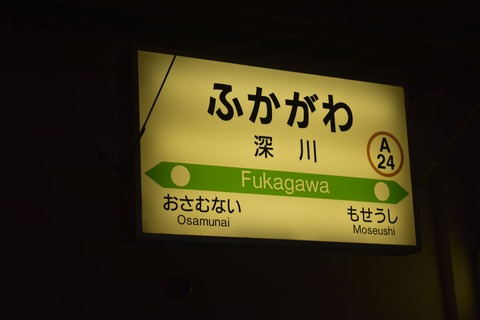 ふかがわ
深川
A
24
Fukagawa
おさむない
Osamunai
もせうし
Moseushi